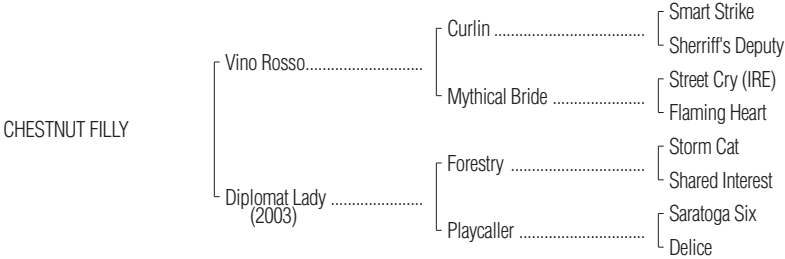 Smart Strike
Curlin ........................................
Sherriff's Deputy
Vino Rosso...............................
Street Cry (IRE)
Mythical Bride ........................
Flaming Heart
CHESTNUT FILLY
Storm Cat
Forestry ...................................
Shared Interest
Diplomat Lady ........................
(2003)
Saratoga Six
Playcaller .................................
Delice